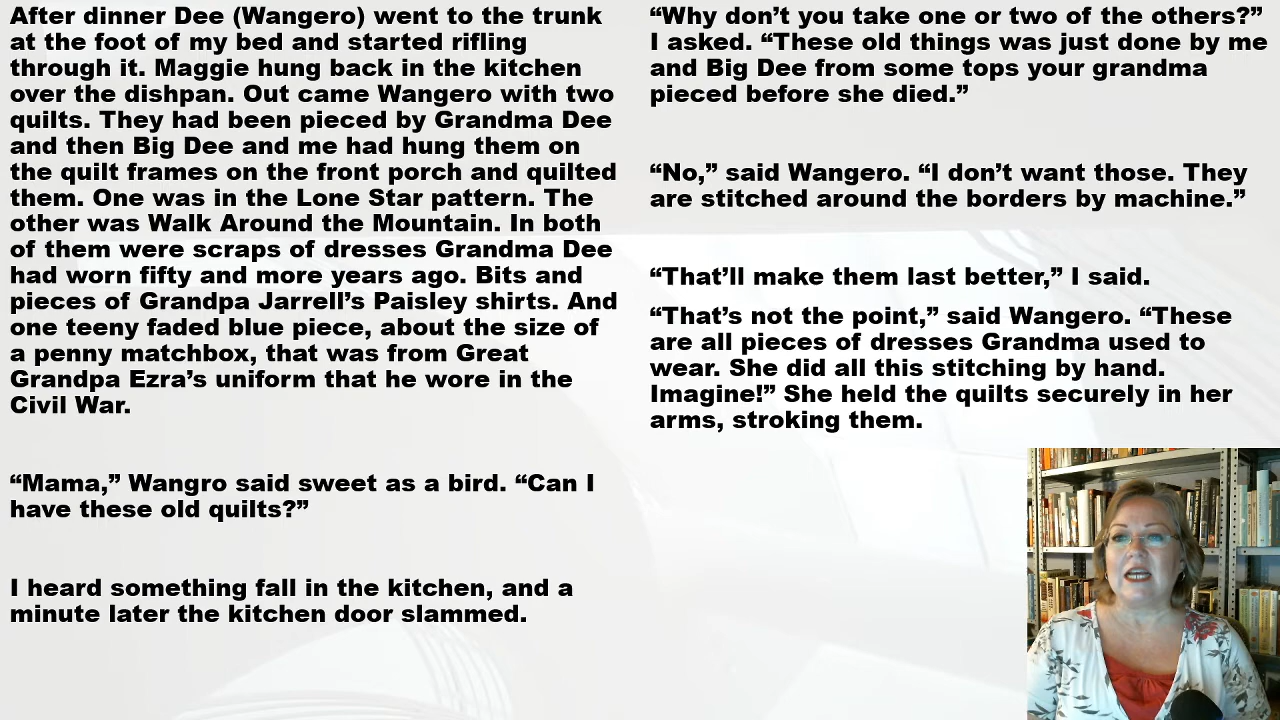 After dinner Dee (Wangero) went to the trunk
at the foot of my bed and started rifling
through it. Maggie hung back in the kitchen
over the dishpan. Out came Wangero with two
quilts. They had been pieced by Grandma Dee
and then Big Dee and me had hung them on
the quilt frames on the front porch and quilted
them. One was in the Lone Star pattern. The
other was Walk Around the Mountain. In both
of them were scraps of dresses Grandma Dee
had worn fifty and more years ago. Bits and
pieces of Grandpa Jarrell’s Paisley shirts. And
one teeny faded blue piece, about the size of
a penny matchbox, that was from Great
Grandpa Ezra’s uniform that he wore in the
Civil War.
“Mama,” Wangro said sweet as a bird. “Can I
have these old quilts?”
I heard something fall in the kitchen, and a
minute later the kitchen door slammed.
“Why don’t you take one or two of the others?”
I asked. “These old things was just done by me
and Big Dee from some tops your grandma
pieced before she died.”
“No,” said Wangero. “I don’t want those. They
are stitched around the borders by machine.”
“That’ll make them last better,” I said.
“That’s not the point,” said Wangero. “These
are all pieces of dresses Grandma used to
wear. She did all this stitching by hand.
Imagine!” She held the quilts securely in her
arms, stroking them.